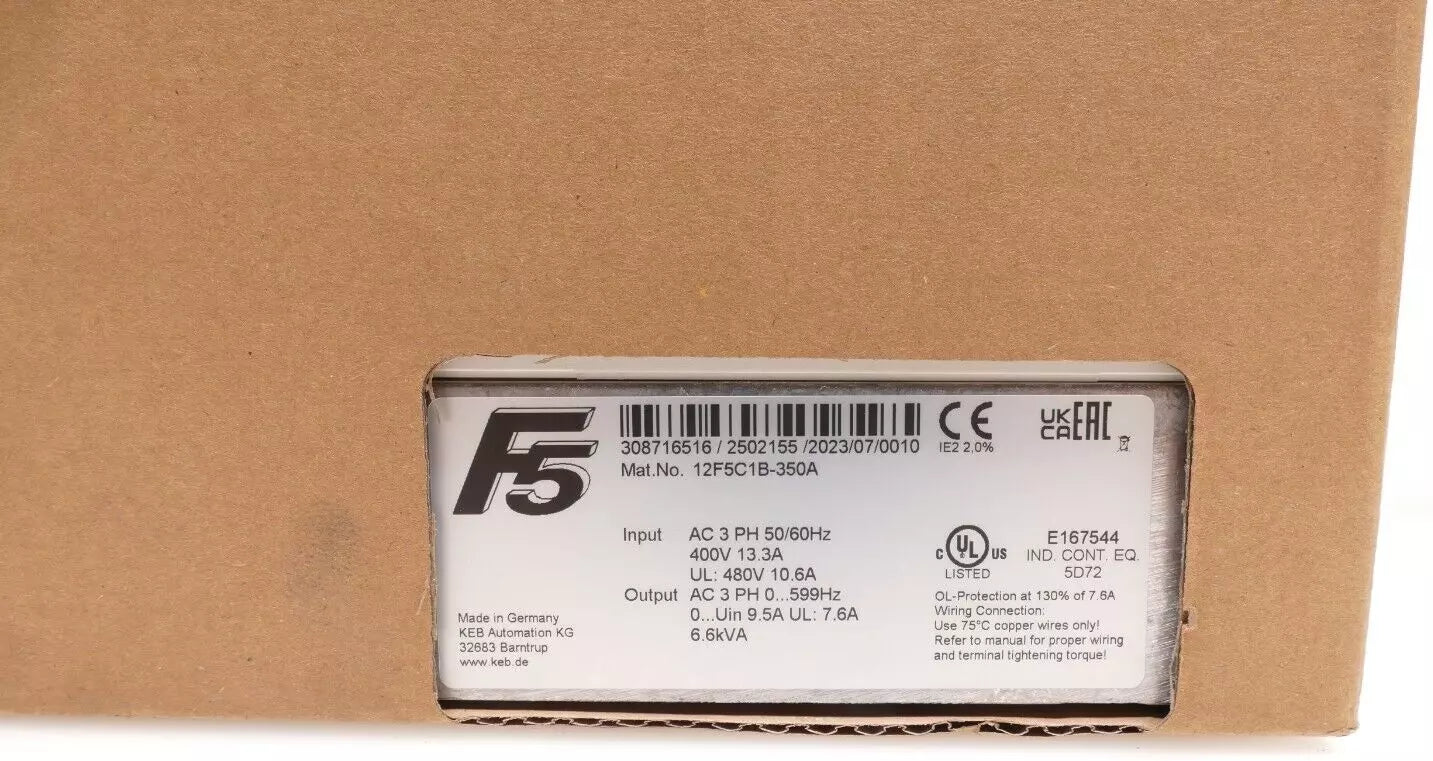 F5
308716516 / 2502155 /2023/07/0010
Mat.No. 12F5C1B-350A
CE
IE2 2,0%
UK
CA
EAC
Input AC 3 PH 50/60Hz
400V 13.3A
UL: 480V 10.6A
Output AC 3 PH 0...599Hz
0...Uin 9.5A UL: 7.6A
6.6kVA
Made in Germany
KEB Automation KG
32683 Barntrup
www.keb.de
C UL US
LISTED
E167544
IND. CONT. EQ.
5D72
OL-Protection at 130% of 7.6A
Wiring Connection:
Use 75°C copper wires only!
Refer to manual for proper wiring
and terminal tightening torque!